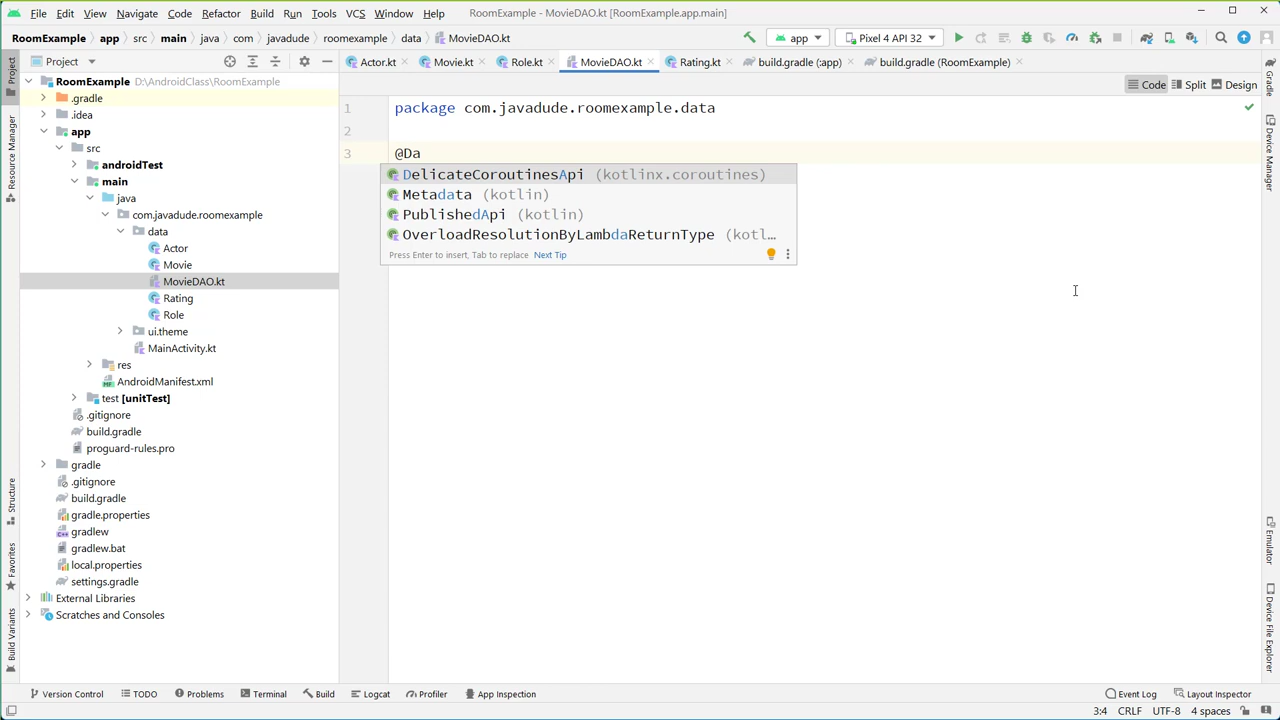 File Edit View Navigate Code Refactor Build Run Tools VCS Window Help RoomExample - MovieDAO.kt [RoomExample.app.main]
RoomExample app src main java com javadude roomexample data MovieDAO.kt app Pixel 4 API 32
Project Actor.kt Movie.kt Role.kt MovieDAO.kt Rating.kt build.gradle (app) build.gradle (RoomExample)
Code Split Design
RoomExample D:\AndroidClass\RoomExample
.gradle
.idea
app
src
androidTest
main
java
com.javadude.roomexample
data
Actor
Movie
MovieDAO.kt
Rating
Role
ui.theme
MainActivity.kt
res
AndroidManifest.xml
test [unitTest]
.gitignore
build.gradle
proguard-rules.pro
gradle
.gitignore
build.gradle
gradle.properties
gradlew
gradlew.bat
local.properties
settings.gradle
External Libraries
Scratches and Consoles
1 package com.javadude.roomexample.data
2
3 @Da
DelicateCoroutinesApi (kotlinx.coroutines)
Metadata (kotlin)
PublishedApi (kotlin)
OverloadResolutionByLambdaReturnType (kotl…
Press Enter to insert, Tab to replace Next Tip
Project
Resource Manager
Structure
Favorites
Build Variants
Gradle
Device Manager
Emulator
Device File Explorer
Version Control TODO Problems Terminal Build Logcat Profiler App Inspection Event Log Layout Inspector
3:4 CRLF UTF-8 4 spaces